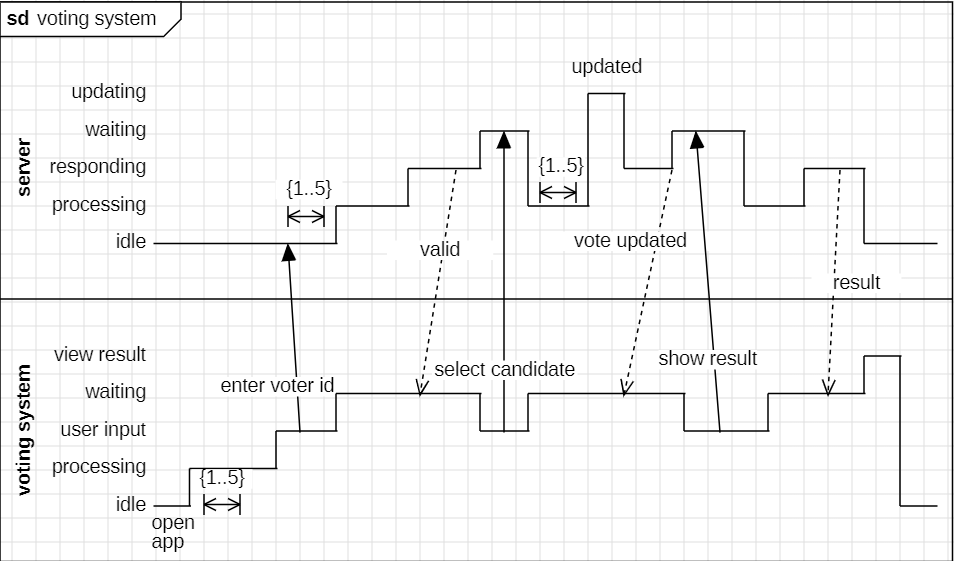 sd voting system
updated
updating
waiting
responding
processing
idle
server
{1..5}
{1..5}
valid
vote updated
result
view result
waiting
user input
processing
idle
voting system
enter voter id
select candidate
show result
{1..5}
open
app